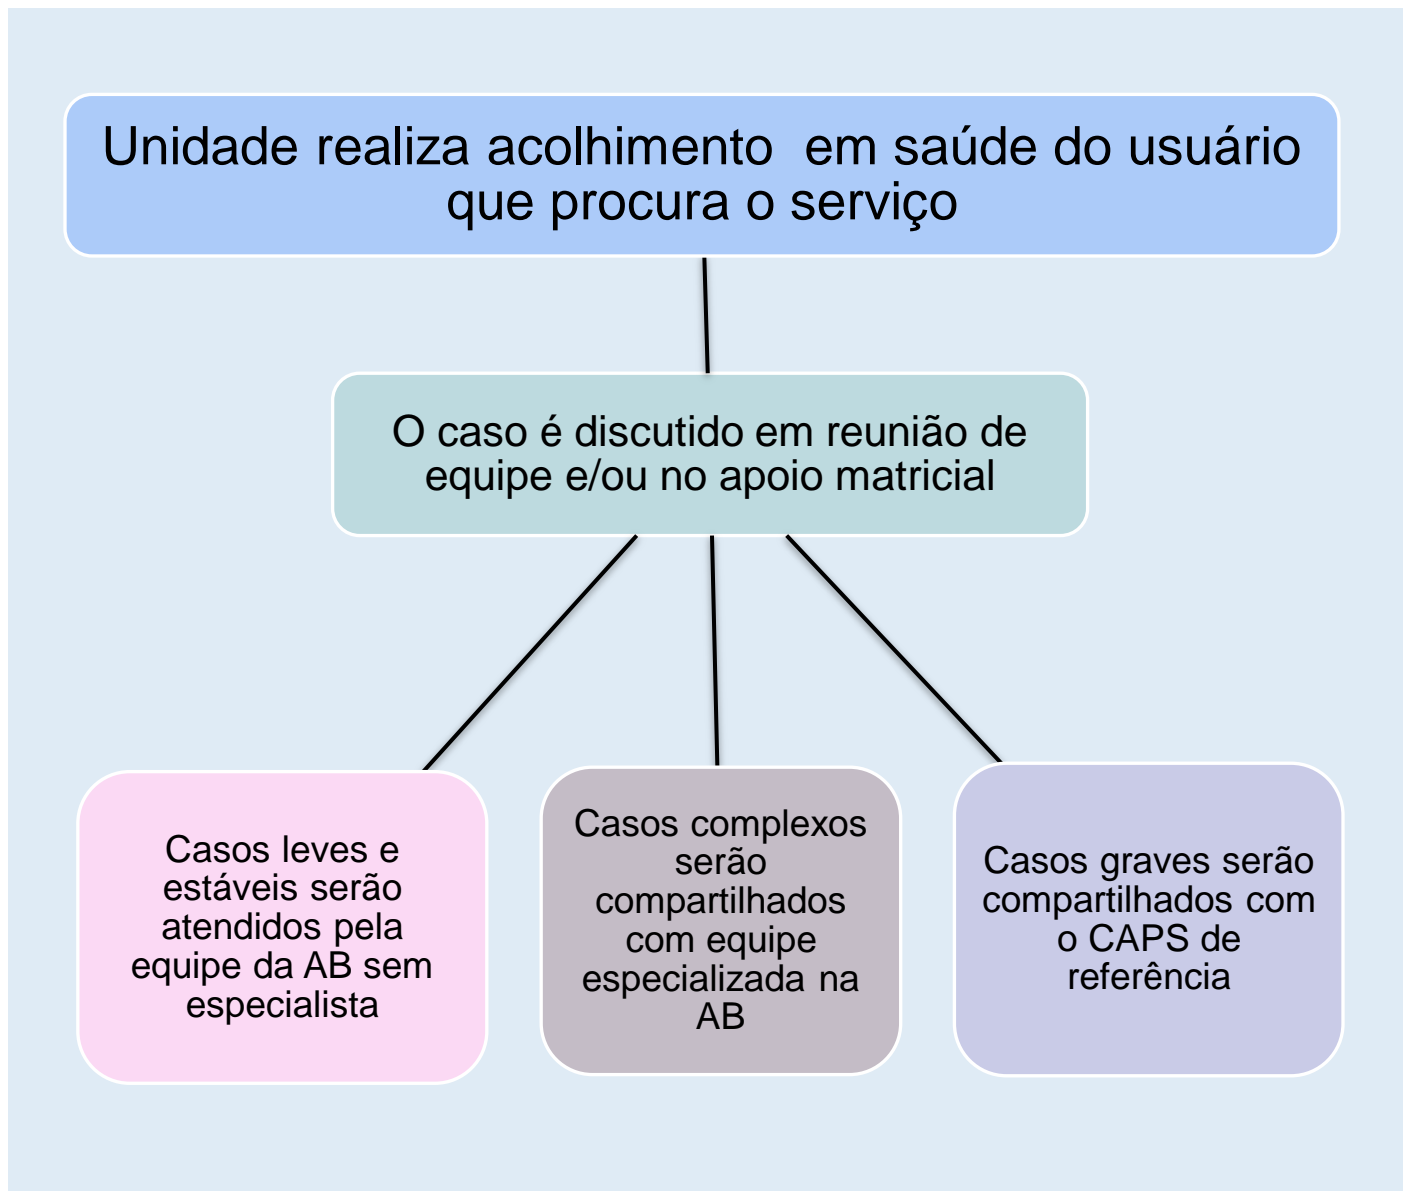 Unidade realiza acolhimento  em saúde do usuário
que procura o serviço
O caso é discutido em reunião de
equipe e/ou no apoio matricial
Casos leves e
estáveis serão
atendidos pela
equipe da AB sem
especialista
Casos complexos
serão
compartilhados
com equipe
especializada na
AB
Casos graves serão
compartilhados com
o CAPS de
referência